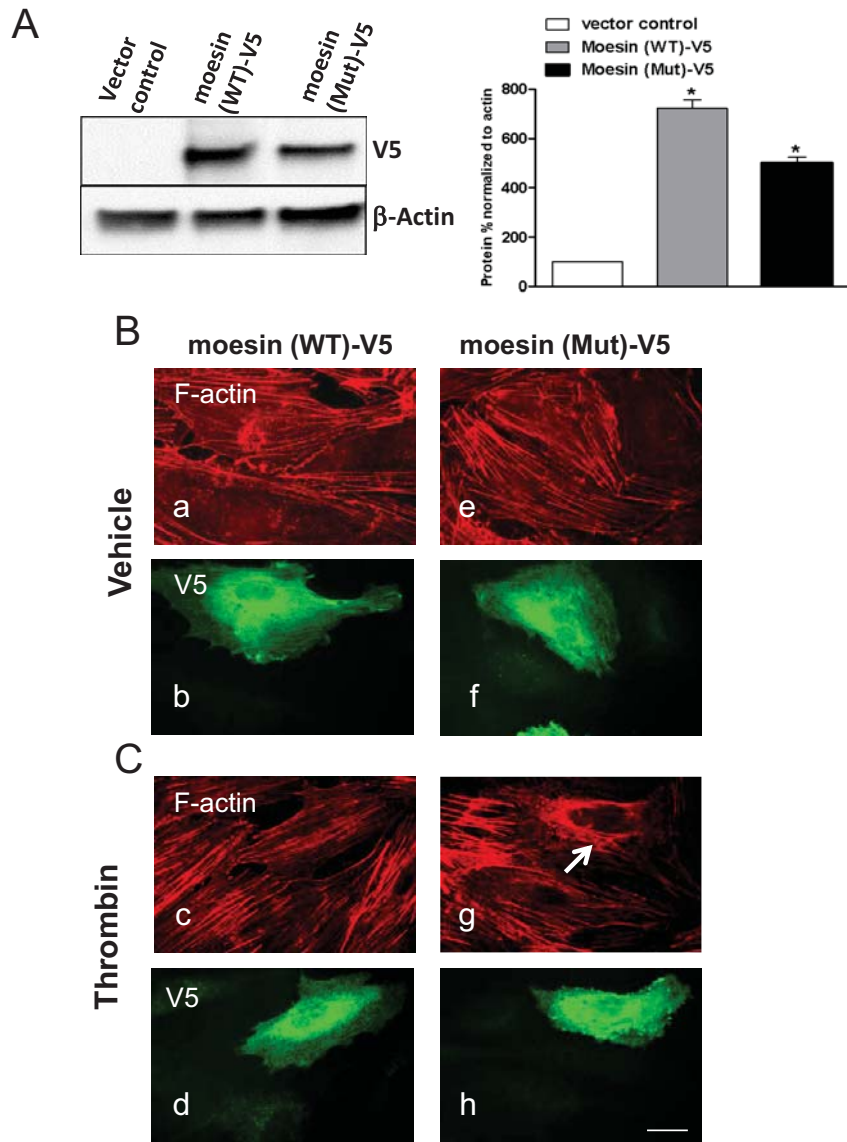 A
Vector
control
moesin
(WT)-V5
moesin
(Mut)-V5
V5
β-Actin
vector control
Moesin (WT)-V5
Moesin (Mut)-V5
Protein % normalized to actin
800
600
400
200
0
*
*
B
moesin (WT)-V5
moesin (Mut)-V5
Vehicle
F-actin
a
e
V5
b
f
C
Thrombin
F-actin
c
g
V5
d
h